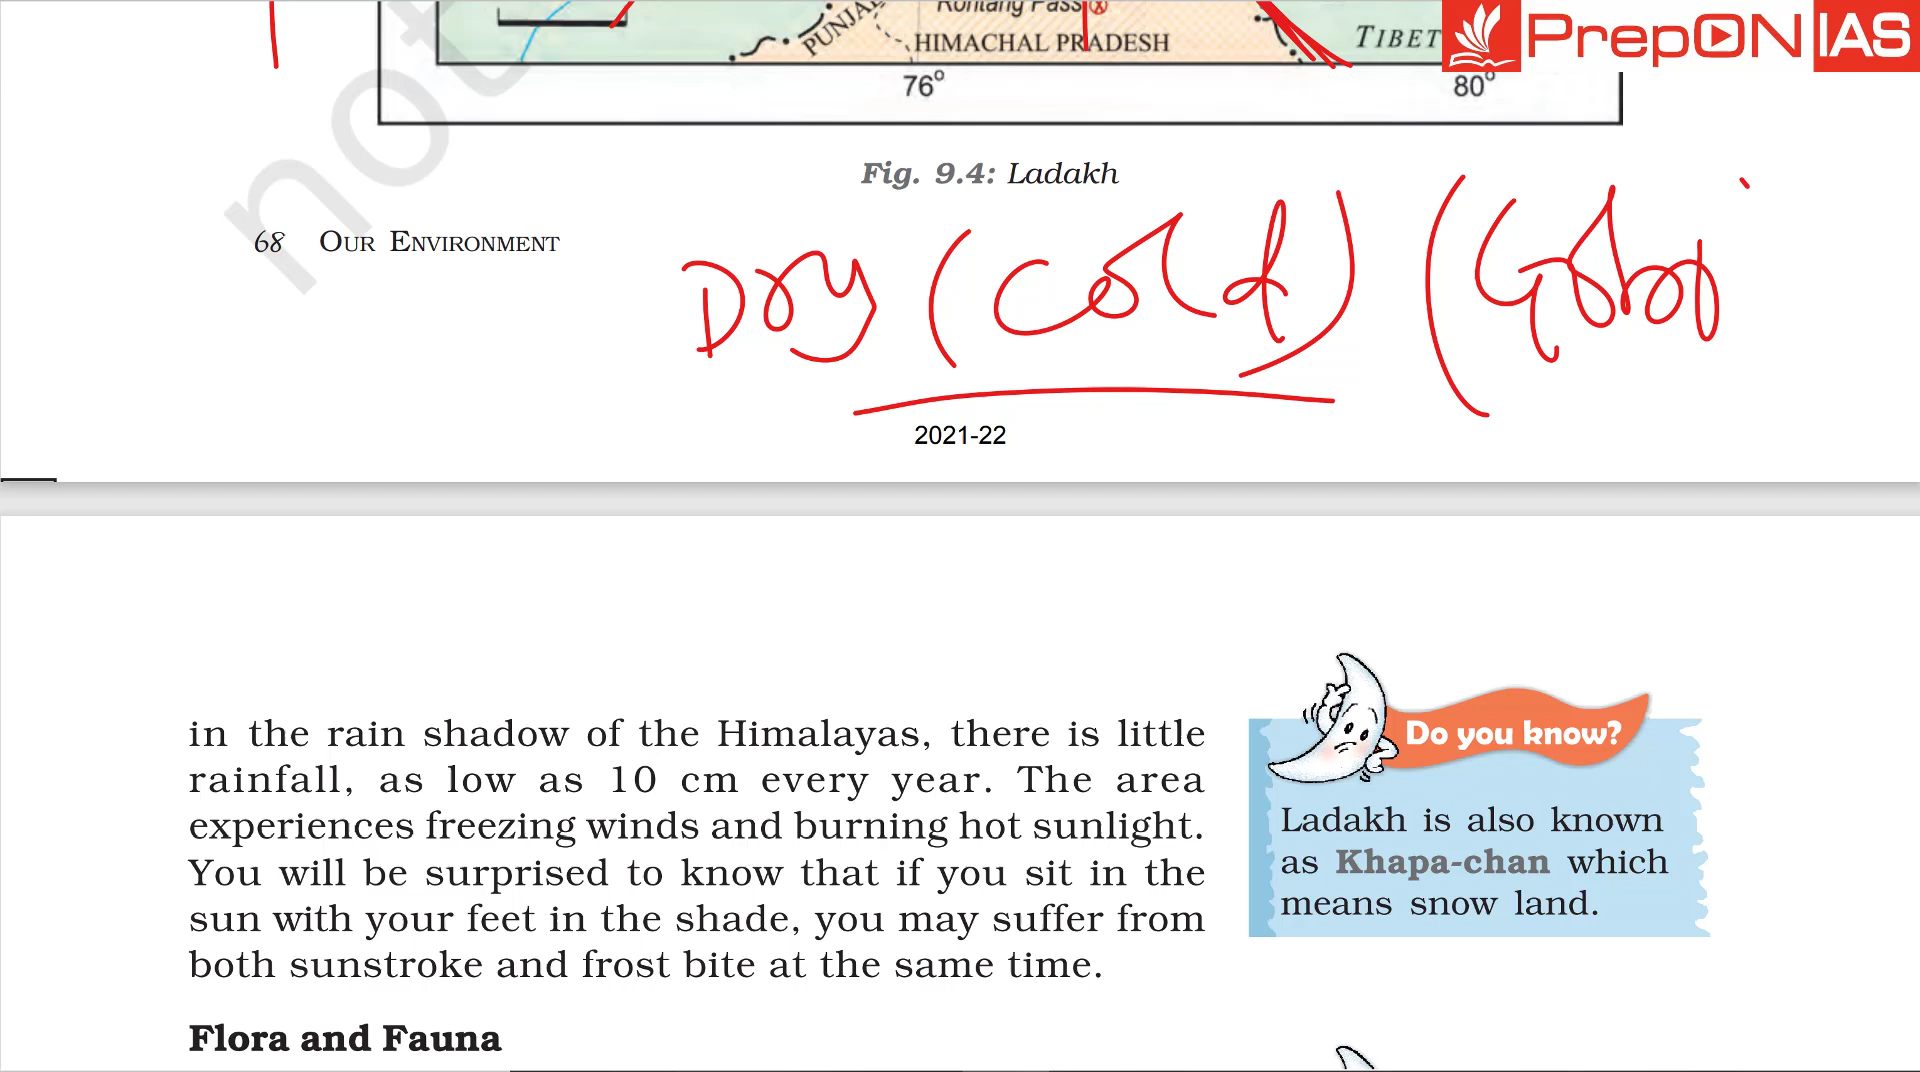 Rohtang Pass
PUNJAB
HIMACHAL PRADESH
TIBET
PrepON IAS
76°
80°
not
Fig. 9.4: Ladakh
68 OUR ENVIRONMENT
Dry (Cold) (Gobi
2021-22
in the rain shadow of the Himalayas, there is little
rainfall, as low as 10 cm every year. The area
experiences freezing winds and burning hot sunlight.
You will be surprised to know that if you sit in the
sun with your feet in the shade, you may suffer from
both sunstroke and frost bite at the same time.
Flora and Fauna
Do you know?
Ladakh is also known
as Khapa-chan which
means snow land.